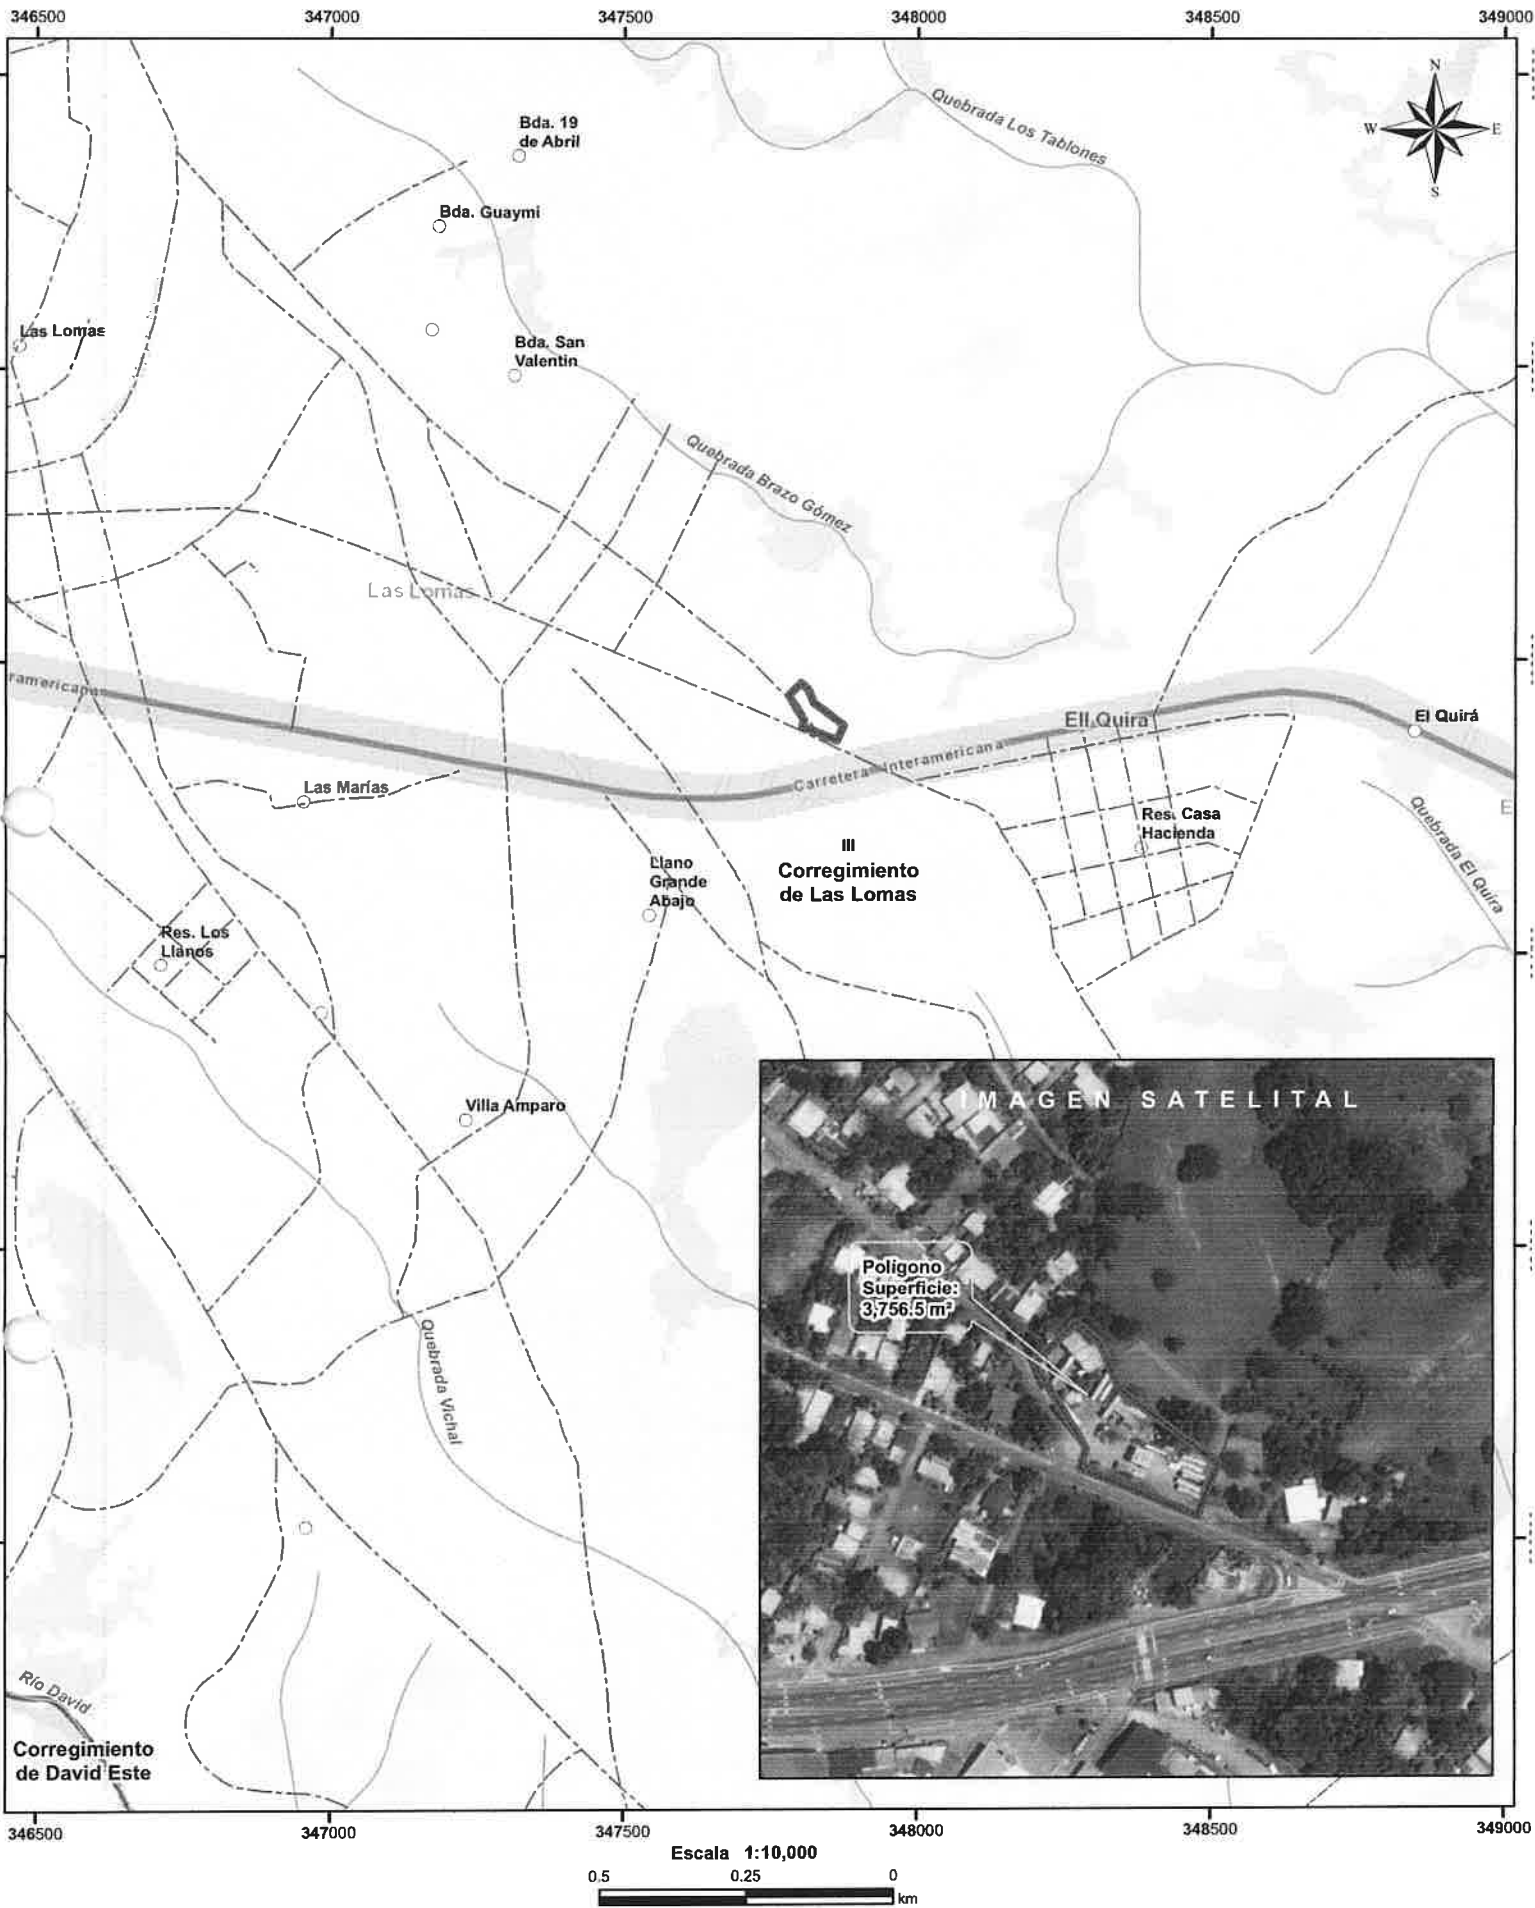 346500 347000 347500 348000 348500 349000
N
W E
S
Quebrada Los Tablones
Bda. 19
de Abril
Bda. Guaymi
Las Lomas
Bda. San
Valentin
Quebrada Brazo Gómez
Las Lomas
ramericana
Ell Quira
El Quirá
Carretera Interamericana
Las Marías
Res. Casa
Hacienda
E
Quebrada El Quira
III
Corregimiento
de Las Lomas
Llano
Grande
Abajo
Res. Los
Llanos
Villa Amparo
IMAGEN SATELITAL
Poligono
Superficie:
3,756.5 m²
Quebrada Vichal
Río David
Corregimiento
de David Este
346500 347000 347500 348000 348500 349000
Escala 1:10,000
0.5 0.25 0
km